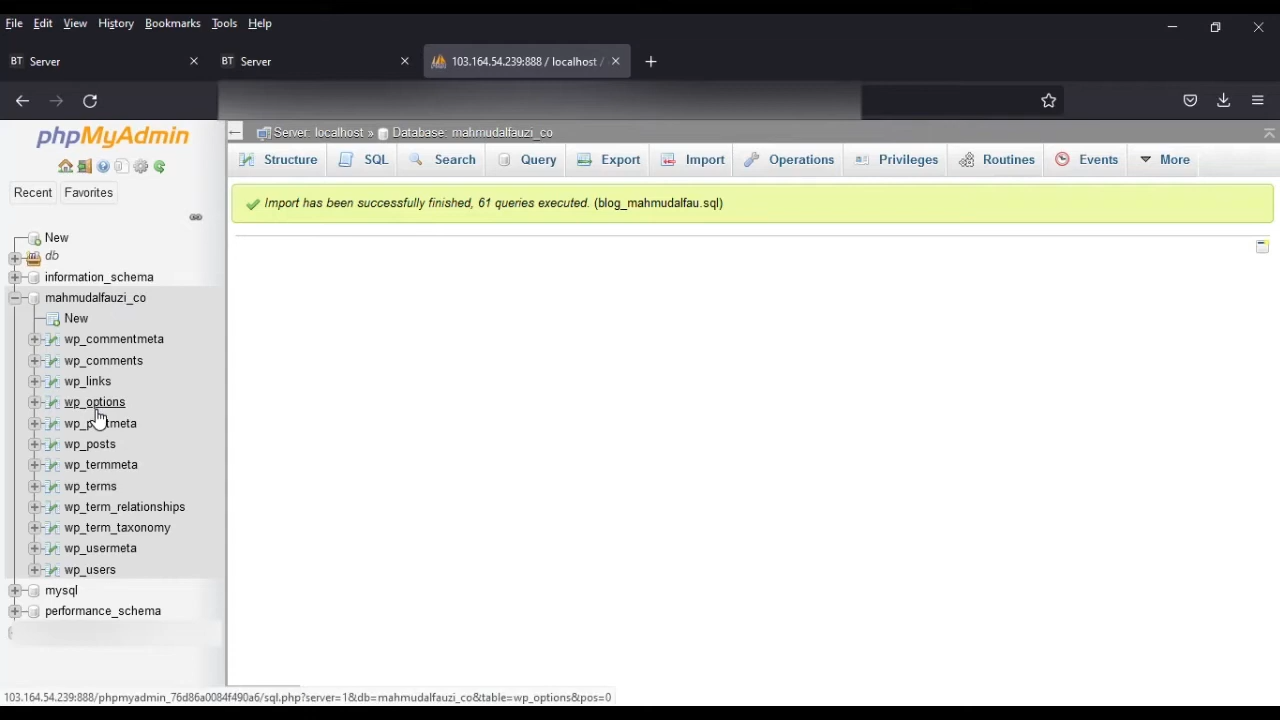 File Edit View History Bookmarks Tools Help
BT Server
BT Server
103.164.54.239:888 / localhost /
phpMyAdmin
Server: localhost » Database: mahmudalfauzi_co
Structure SQL Search Query Export Import Operations Privileges Routines Events More
Recent Favorites
Import has been successfully finished, 61 queries executed. (blog_mahmudalfau.sql)
New
db
information_schema
mahmudalfauzi_co
New
wp_commentmeta
wp_comments
wp_links
wp_options
wp_posts
wp_termmeta
wp_terms
wp_term_relationships
wp_term_taxonomy
wp_usermeta
wp_users
mysql
performance_schema
103.164.54.239:888/phpmyadmin_76d86a0084f490a6/sql.php?server=1&db=mahmudalfauzi_co&table=wp_options&pos=0